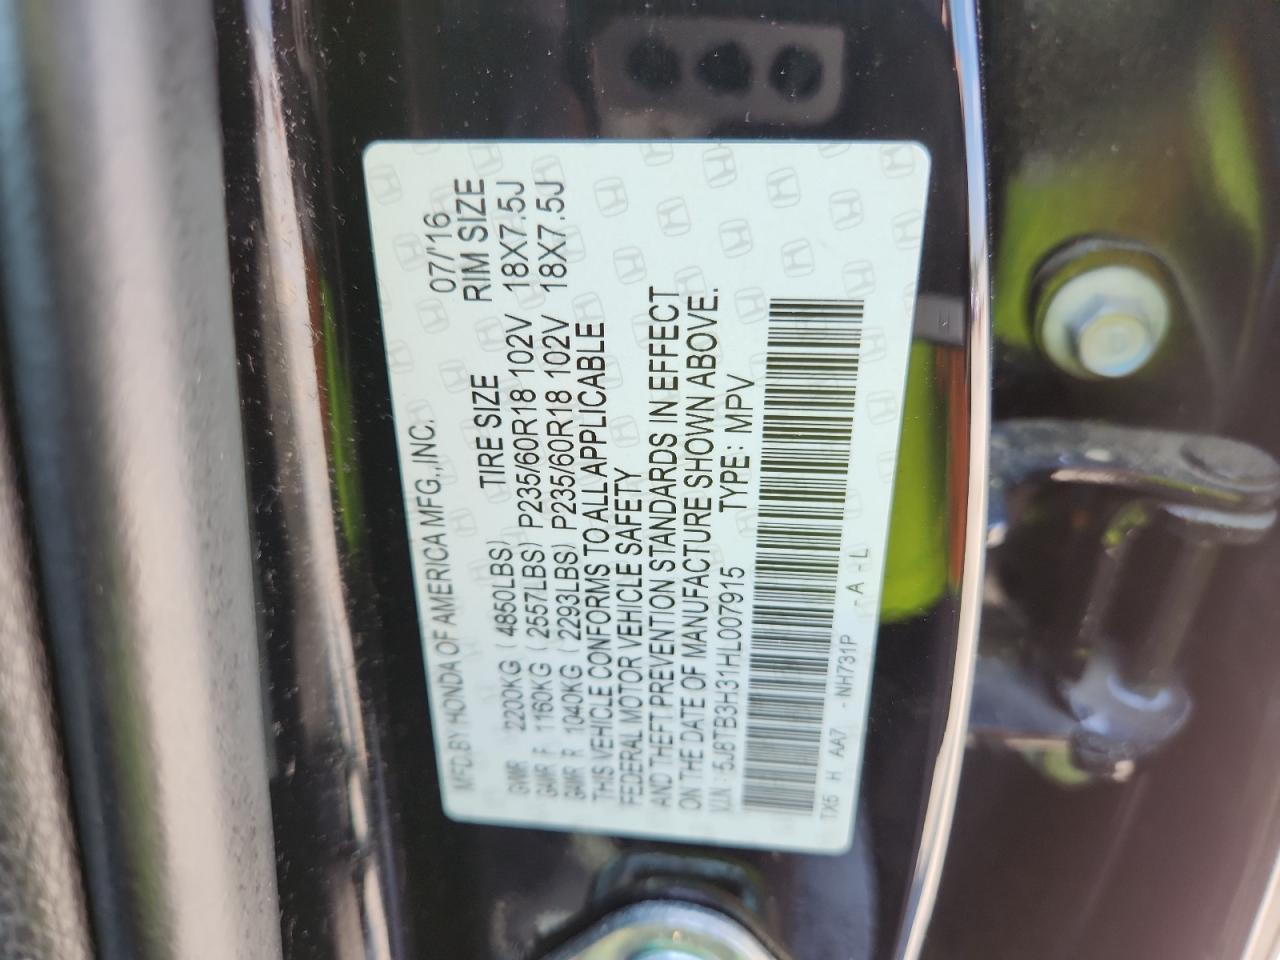 MFD.BY HONDA OF AMERICA MFG.,INC. 07/'16
TIRE SIZE RIM SIZE
GVWR 2200KG (4850LBS)
GAWR F 1160KG (2557LBS) P235/60R18 102V 18X7.5J
GAWR R 1040KG (2293LBS) P235/60R18 102V 18X7.5J
THIS VEHICLE CONFORMS TO ALL APPLICABLE
FEDERAL MOTOR VEHICLE SAFETY
AND THEFT PREVENTION STANDARDS IN EFFECT
ON THE DATE OF MANUFACTURE SHOWN ABOVE.
V.I.N.: 5J8TB3H31HL007915 TYPE: MPV
TX5 H AA7 -NH731P -A -L